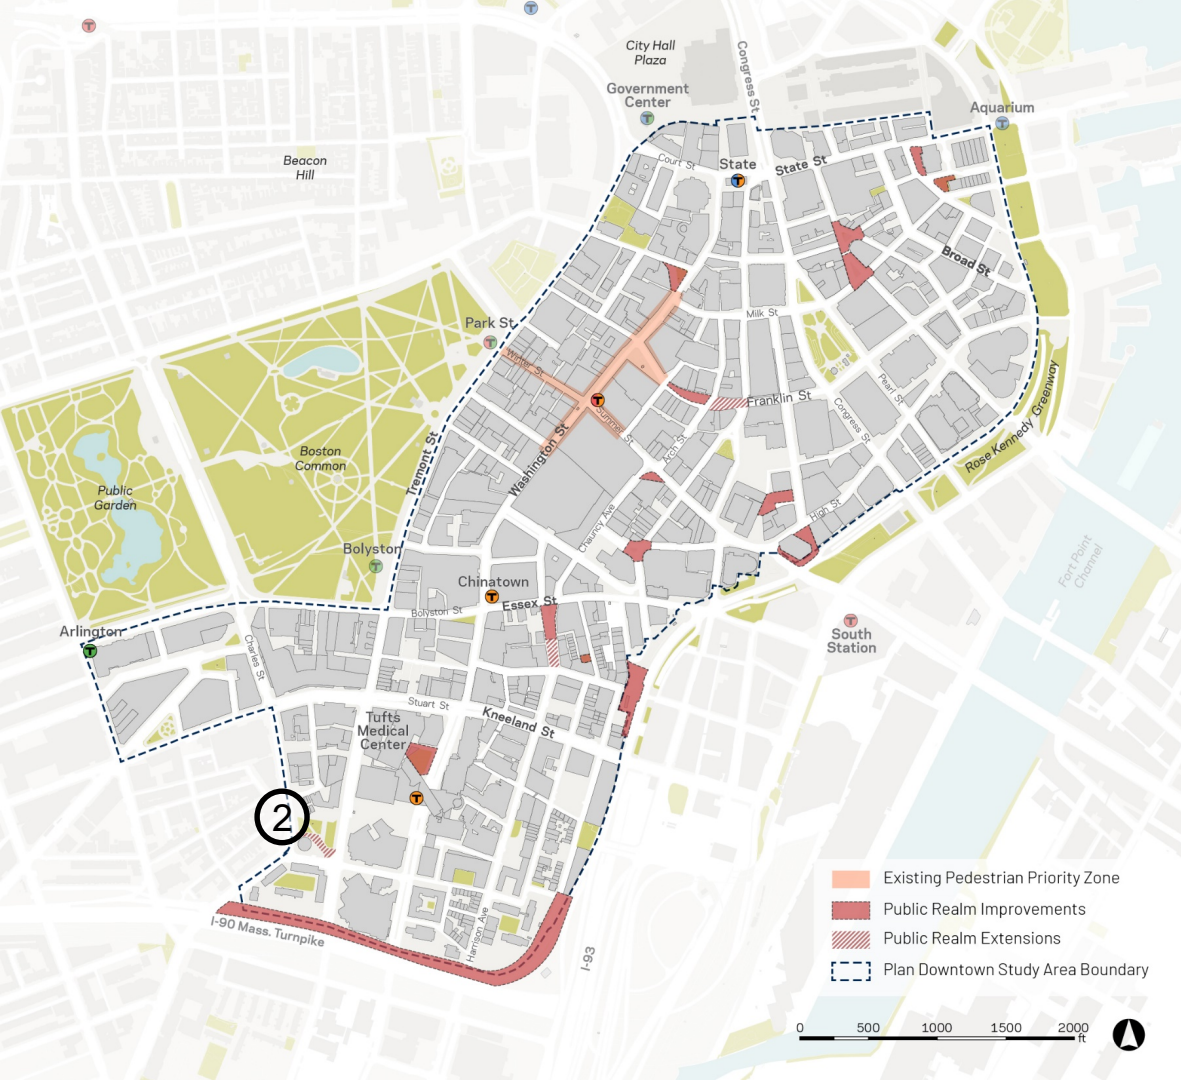 City Hall
Plaza
Congress St
Government
Center
Aquarium
Beacon
Hill
Court St
State
State St
Broad St
Park St
Milk St
Winter St
Summer St
Franklin St
Pearl St
Congress St
Arch St
Washington St
Tremont St
Rose Kennedy Greenway
Boston
Common
Public
Garden
High St
Chauncy Ave
Bolyston
Fort Point
Channel
Chinatown
Essex St
Bolyston St
Arlington
Charles St
South
Station
Stuart St
Kneeland St
Tufts
Medical
Center
2
Harrison Ave
I-90 Mass. Turnpike
I-93
Existing Pedestrian Priority Zone
Public Realm Improvements
Public Realm Extensions
Plan Downtown Study Area Boundary
0 500 1000 1500 2000
ft
T
T
T
T
T
T
T
T
T
T
T